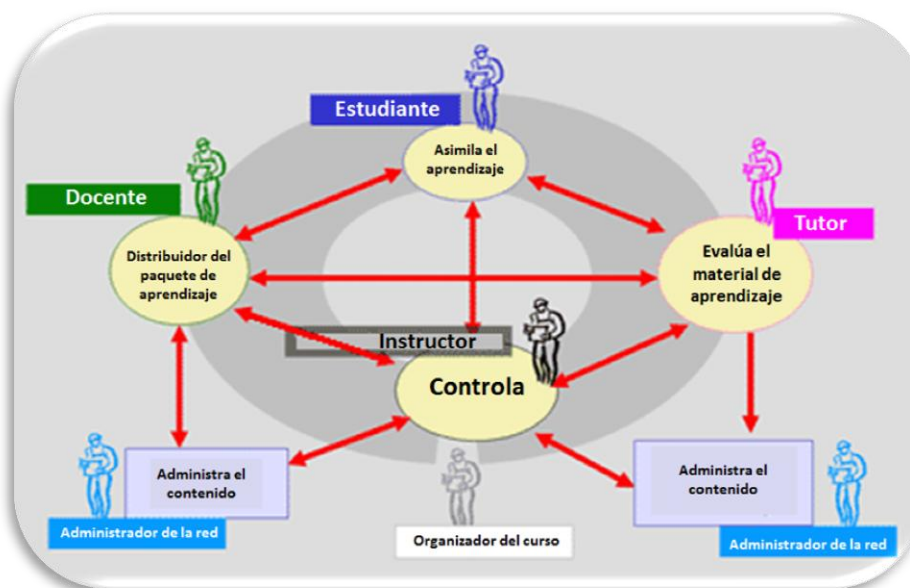 Estudiante
Asimila el
aprendizaje
Docente
Distribuidor del
paquete de
aprendizaje
Tutor
Evalúa el
material de
aprendizaje
Instructor
Controla
Administra el
contenido
Administrador de la red
Organizador del curso
Administra el
contenido
Administrador de la red